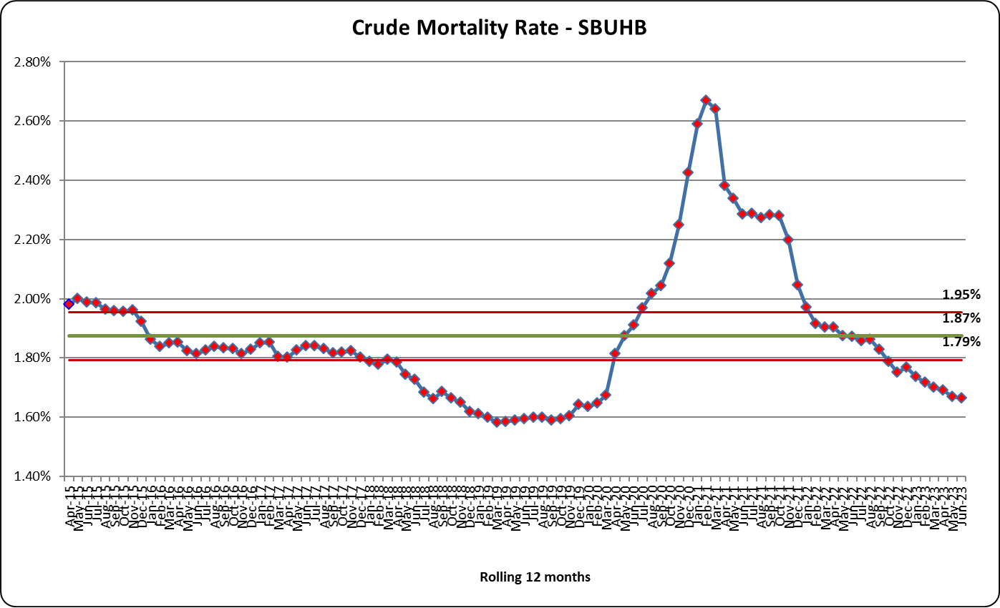 Crude Mortality Rate - SBUHB
2.80%
2.60%
2.40%
2.20%
2.00%
1.80%
1.60%
1.40%
1.95%
1.87%
1.79%
Apr-15
May-15
Jun-15
Jul-15
Aug-15
Sep-15
Oct-15
Nov-15
Dec-15
Jan-16
Feb-16
Mar-16
Apr-16
May-16
Jun-16
Jul-16
Aug-16
Sep-16
Oct-16
Nov-16
Dec-16
Jan-17
Feb-17
Mar-17
Apr-17
May-17
Jun-17
Jul-17
Aug-17
Sep-17
Oct-17
Nov-17
Dec-17
Jan-18
Feb-18
Mar-18
Apr-18
May-18
Jun-18
Jul-18
Aug-18
Sep-18
Oct-18
Nov-18
Dec-18
Jan-19
Feb-19
Mar-19
Apr-19
May-19
Jun-19
Jul-19
Aug-19
Sep-19
Oct-19
Nov-19
Dec-19
Jan-20
Feb-20
Mar-20
Apr-20
May-20
Jun-20
Jul-20
Aug-20
Sep-20
Oct-20
Nov-20
Dec-20
Jan-21
Feb-21
Mar-21
Apr-21
May-21
Jun-21
Jul-21
Aug-21
Sep-21
Oct-21
Nov-21
Dec-21
Jan-22
Feb-22
Mar-22
Apr-22
May-22
Jun-22
Jul-22
Aug-22
Sep-22
Oct-22
Nov-22
Dec-22
Jan-23
Feb-23
Mar-23
Apr-23
May-23
Jun-23
Rolling 12 months